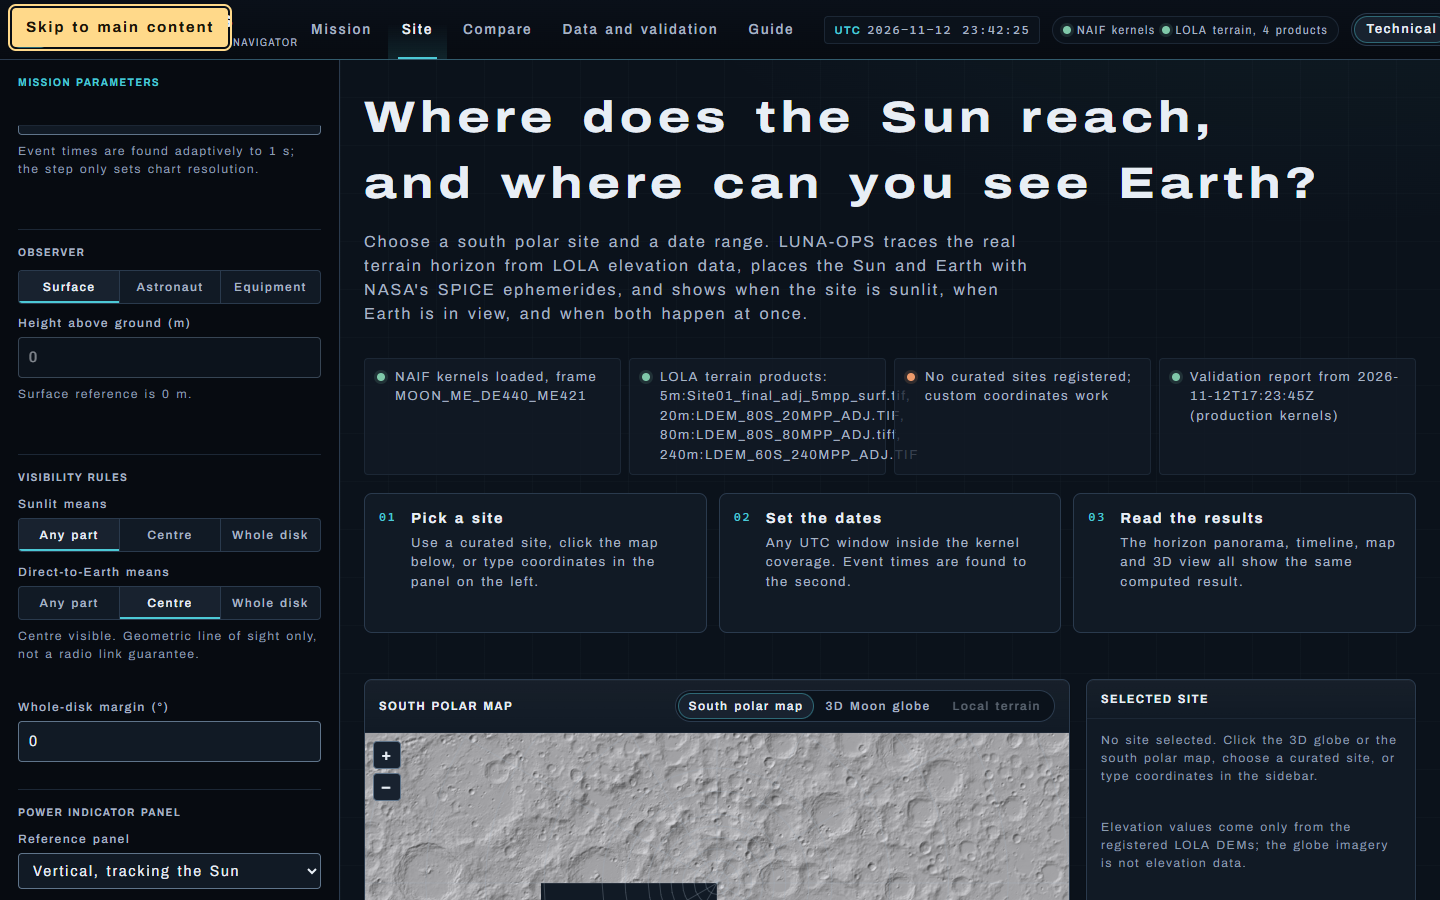 Skip to main content
NAVIGATOR
Mission
Site
Compare
Data and validation
Guide
UTC 2026-11-12 23:42:25
NAIF kernels
LOLA terrain, 4 products
Technical
MISSION PARAMETERS
Event times are found adaptively to 1 s;
the step only sets chart resolution.
OBSERVER
Surface
Astronaut
Equipment
Height above ground (m)
0
Surface reference is 0 m.
VISIBILITY RULES
Sunlit means
Any part
Centre
Whole disk
Direct-to-Earth means
Any part
Centre
Whole disk
Centre visible. Geometric line of sight only,
not a radio link guarantee.
Whole-disk margin (°)
0
POWER INDICATOR PANEL
Reference panel
Vertical, tracking the Sun
Where does the Sun reach,
and where can you see Earth?
Choose a south polar site and a date range. LUNA-OPS traces the real
terrain horizon from LOLA elevation data, places the Sun and Earth with
NASA's SPICE ephemerides, and shows when the site is sunlit, when
Earth is in view, and when both happen at once.
NAIF kernels loaded, frame
MOON_ME_DE440_ME421
LOLA terrain products:
5m:Site01_final_adj_5mpp_surf.tif,
20m:LDEM_80S_20MPP_ADJ.TIF,
80m:LDEM_80S_80MPP_ADJ.tiff,
240m:LDEM_60S_240MPP_ADJ.TIF
No curated sites registered;
custom coordinates work
Validation report from 2026-
11-12T17:23:45Z
(production kernels)
01 Pick a site
Use a curated site, click the map
below, or type coordinates in the
panel on the left.
02 Set the dates
Any UTC window inside the kernel
coverage. Event times are found to
the second.
03 Read the results
The horizon panorama, timeline, map
and 3D view all show the same
computed result.
SOUTH POLAR MAP
South polar map
3D Moon globe
Local terrain
+
−
SELECTED SITE
No site selected. Click the 3D globe or the
south polar map, choose a curated site, or
type coordinates in the sidebar.
Elevation values come only from the
registered LOLA DEMs; the globe imagery
is not elevation data.